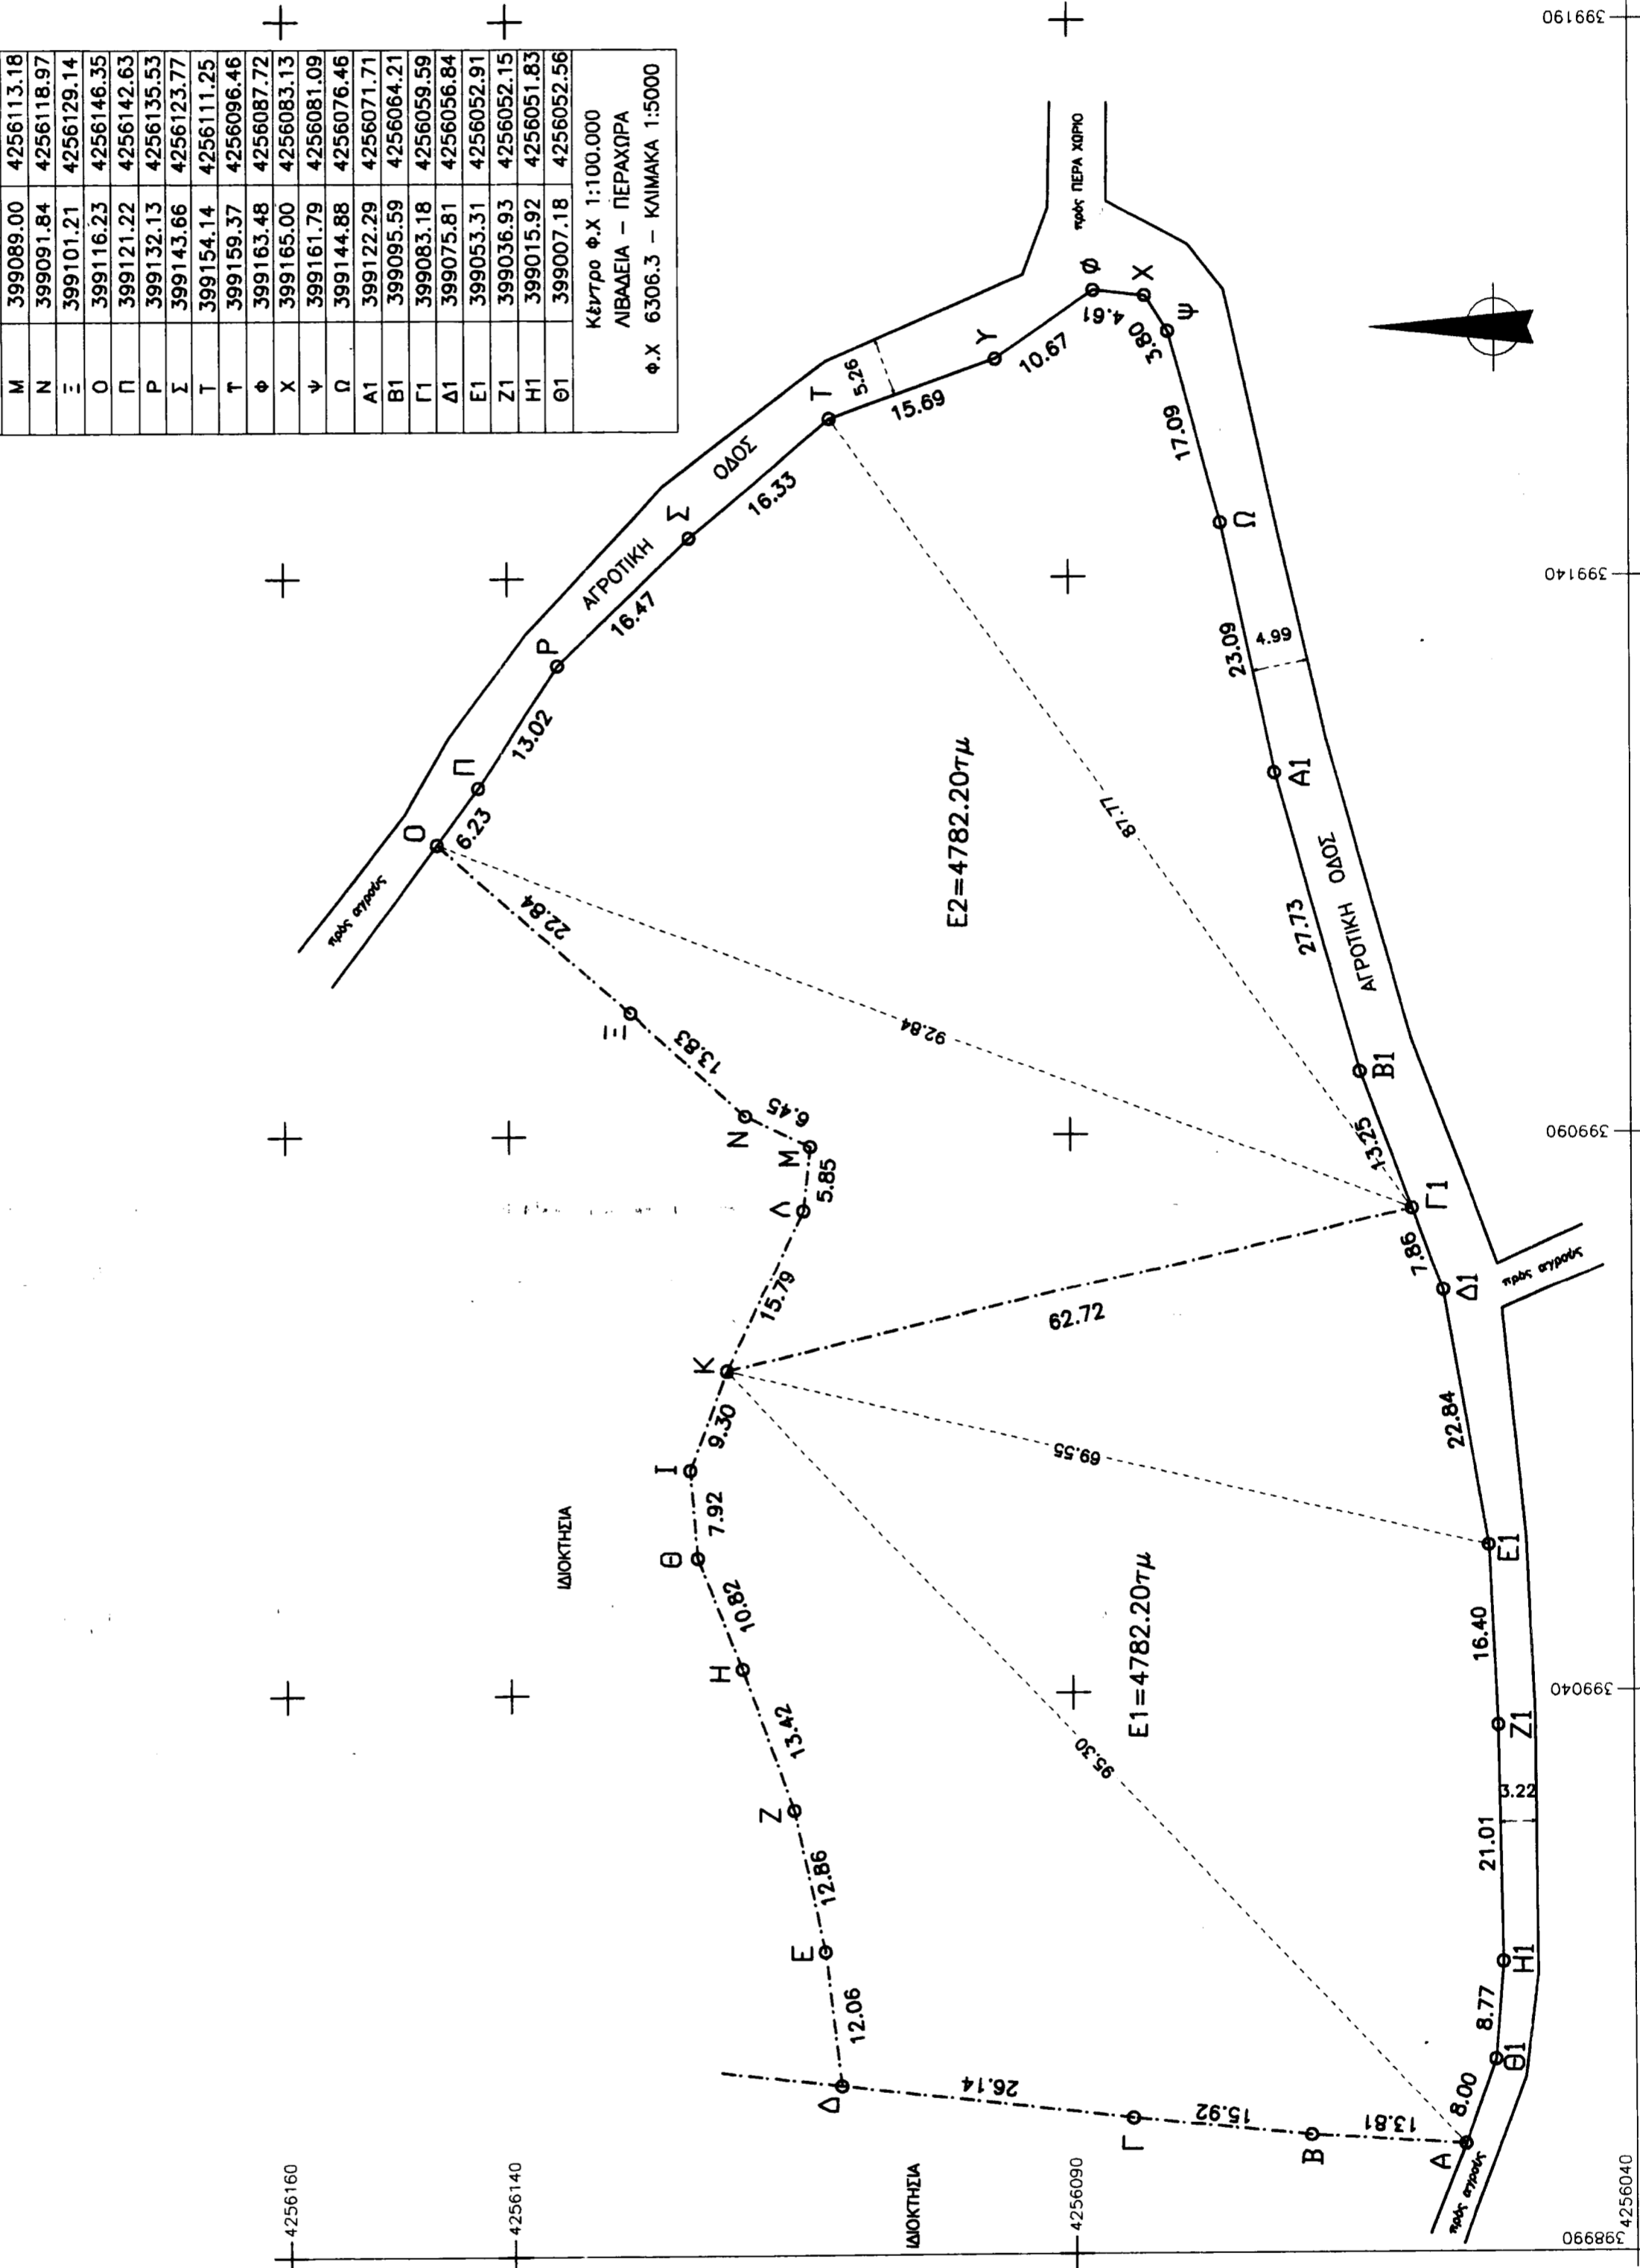 Μ 399089.00 4256113.18
Ν 399091.84 4256118.97
Ξ 399101.21 4256129.14
Ο 399116.23 4256146.35
Π 399121.22 4256142.63
Ρ 399132.13 4256135.53
Σ 399143.66 4256123.77
Τ 399154.14 4256111.25
Υ 399159.37 4256096.46
Φ 399163.48 4256087.72
Χ 399165.00 4256083.13
Ψ 399161.79 4256081.09
Ω 399144.88 4256076.46
Α1 399122.29 4256071.71
Β1 399095.59 4256064.21
Γ1 399083.18 4256059.59
Δ1 399075.81 4256056.84
Ε1 399053.31 4256052.91
Ζ1 399036.93 4256052.15
Η1 399015.92 4256051.83
Θ1 399007.18 4256052.56
Κέντρο Φ.Χ 1:100.000
ΛΙΒΑΔΕΙΑ – ΠΕΡΑΧΩΡΑ
Φ.Χ 6306.3 – ΚΛΙΜΑΚΑ 1:5000
4256160
4256140
4256090
4256040
398990
399040
399090
399140
399190
ΙΔΙΟΚΤΗΣΙΑ
ΙΔΙΟΚΤΗΣΙΑ
πρός αγρούς
Ο
6.23
Π
13.02
Ρ
16.47
Σ
16.33
Τ
15.69
Υ
10.67
Φ
4.61
Χ
3.80
Ψ
17.09
Ω
23.09
Α1
27.73
Β1
13.25
Γ1
7.86
Δ1
22.84
Ε1
16.40
Ζ1
21.01
Η1
8.77
Θ1
8.00
Α
13.81
Β
15.92
Γ
26.14
Δ
12.06
Ε
12.86
Ζ
13.42
Η
10.82
Θ
7.92
Ι
9.30
Κ
15.79
Λ
5.85
Μ
6.45
Ν
13.83
Ξ
22.84
ΑΓΡΟΤΙΚΗ ΟΔΟΣ
5.26
πρός ΠΕΡΑ ΧΩΡΙΟ
4.99
ΑΓΡΟΤΙΚΗ ΟΔΟΣ
πρός αγρούς
3.22
πρός αγρούς
62.72
69.55
95.30
92.84
87.77
Ε1=4782.20τμ
Ε2=4782.20τμ